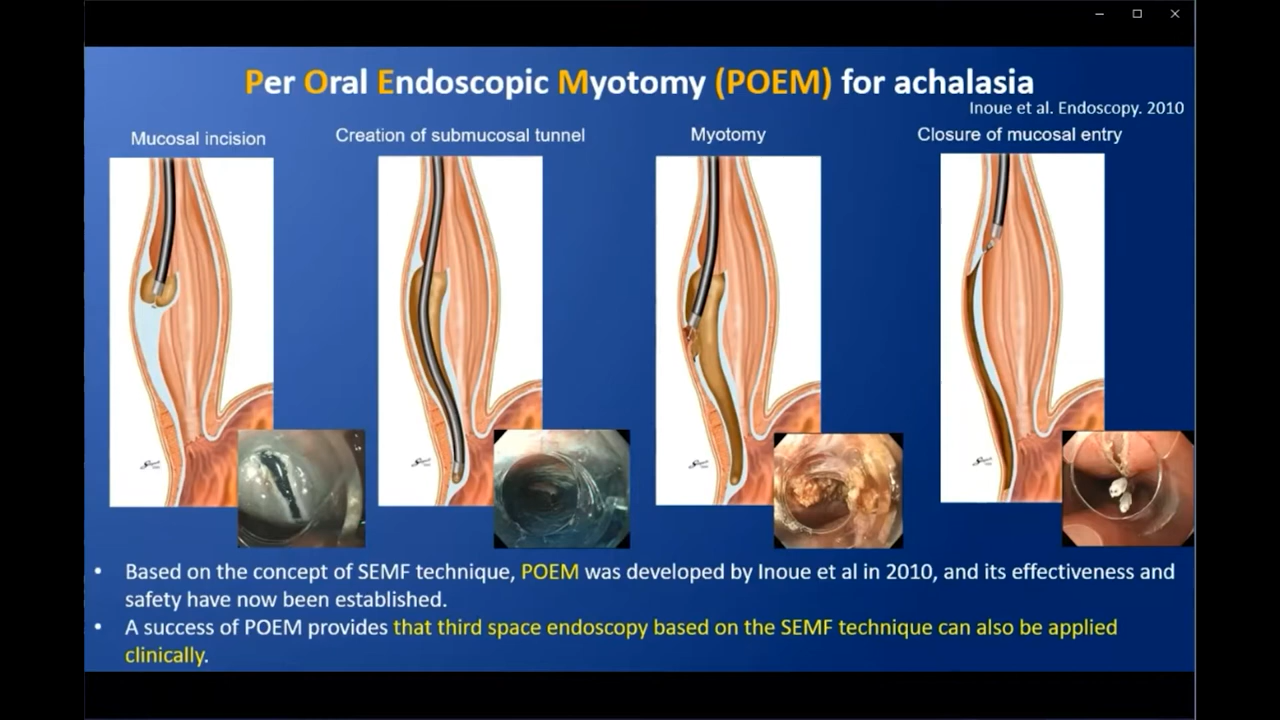 Per Oral Endoscopic Myotomy (POEM) for achalasia
Inoue et al. Endoscopy. 2010
Mucosal incision
Creation of submucosal tunnel
Myotomy
Closure of mucosal entry
• Based on the concept of SEMF technique, POEM was developed by Inoue et al in 2010, and its effectiveness and
safety have now been established.
• A success of POEM provides that third space endoscopy based on the SEMF technique can also be applied
clinically.